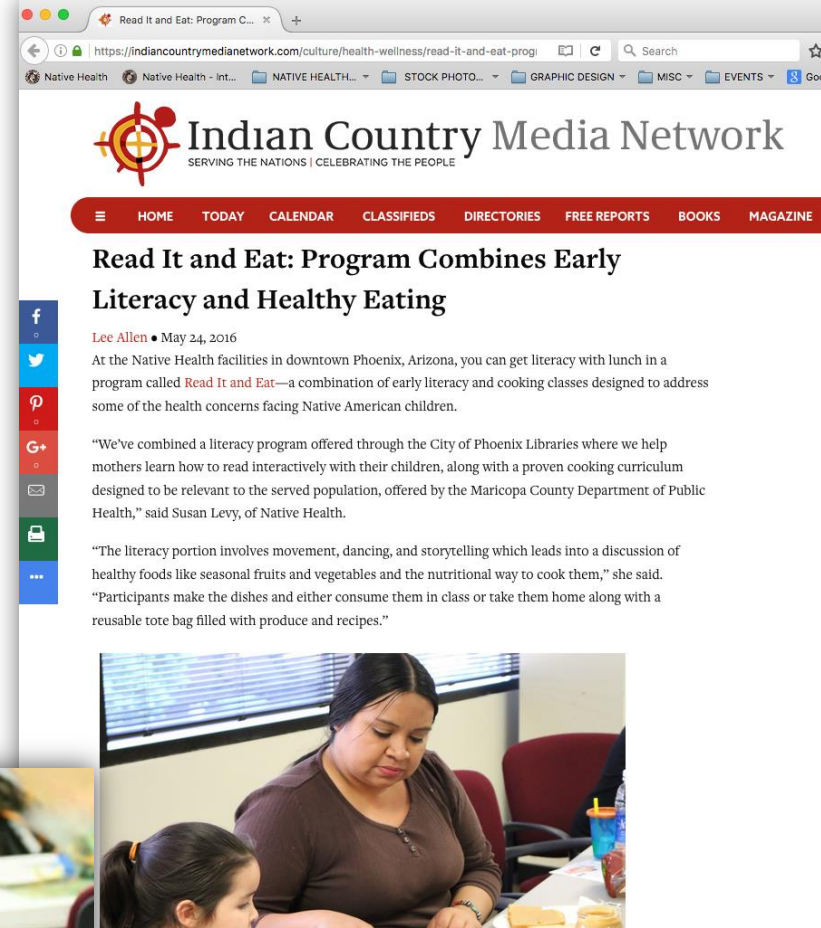 Read It and Eat: Program C...
https://indiancountrymedianetwork.com/culture/health-wellness/read-it-and-eat-prog
Search
Native Health
Native Health - Int...
NATIVE HEALTH...
STOCK PHOTO...
GRAPHIC DESIGN
MISC
EVENTS
Goo
Indian Country Media Network
SERVING THE NATIONS | CELEBRATING THE PEOPLE
HOME TODAY CALENDAR CLASSIFIEDS DIRECTORIES FREE REPORTS BOOKS MAGAZINE
Read It and Eat: Program Combines Early
Literacy and Healthy Eating
Lee Allen • May 24, 2016
At the Native Health facilities in downtown Phoenix, Arizona, you can get literacy with lunch in a
program called Read It and Eat—a combination of early literacy and cooking classes designed to address
some of the health concerns facing Native American children.
“We’ve combined a literacy program offered through the City of Phoenix Libraries where we help
mothers learn how to read interactively with their children, along with a proven cooking curriculum
designed to be relevant to the served population, offered by the Maricopa County Department of Public
Health,” said Susan Levy, of Native Health.
“The literacy portion involves movement, dancing, and storytelling which leads into a discussion of
healthy foods like seasonal fruits and vegetables and the nutritional way to cook them,” she said.
“Participants make the dishes and either consume them in class or take them home along with a
reusable tote bag filled with produce and recipes.”
f
0
0
G+
0